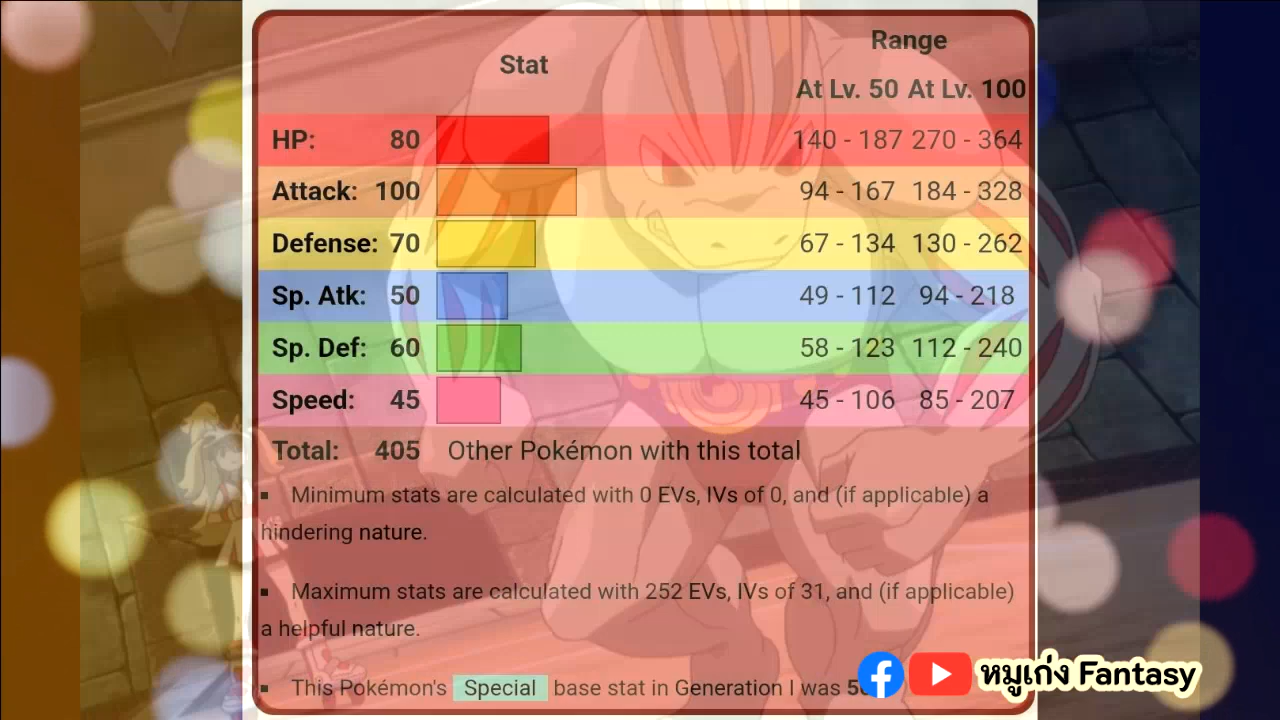 Stat Range
At Lv. 50 At Lv. 100
HP: 80 140 - 187 270 - 364
Attack: 100 94 - 167 184 - 328
Defense: 70 67 - 134 130 - 262
Sp. Atk: 50 49 - 112 94 - 218
Sp. Def: 60 58 - 123 112 - 240
Speed: 45 45 - 106 85 - 207
Total: 405 Other Pokémon with this total
▪ Minimum stats are calculated with 0 EVs, IVs of 0, and (if applicable) a
hindering nature.
▪ Maximum stats are calculated with 252 EVs, IVs of 31, and (if applicable)
a helpful nature.
▪ This Pokémon's Special base stat in Generation I was 50
หมูเก่ง Fantasy